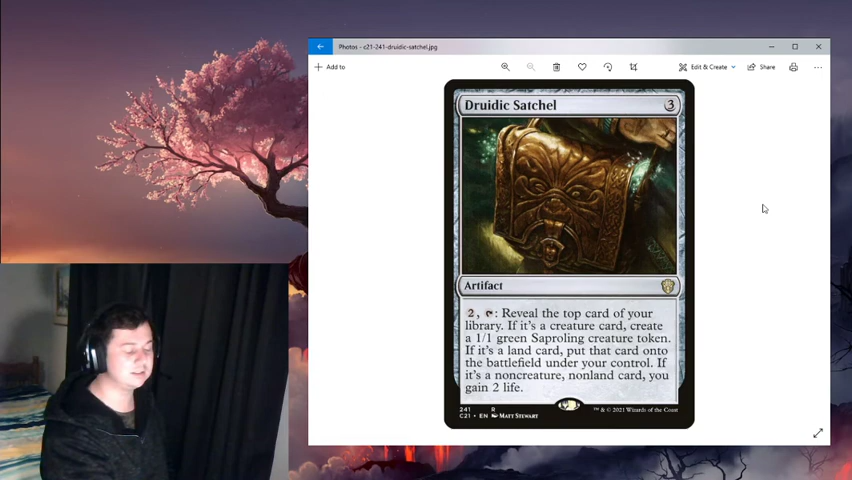 Photos - c21-241-druidic-satchel.jpg
Add to
Edit & Create
Share
Druidic Satchel 3
Artifact
2, T: Reveal the top card of your
library. If it's a creature card, create
a 1/1 green Saproling creature token.
If it's a land card, put that card onto
the battlefield under your control. If
it's a noncreature, nonland card, you
gain 2 life.
241 R
C21 • EN MATT STEWART
™ & © 2021 Wizards of the Coast